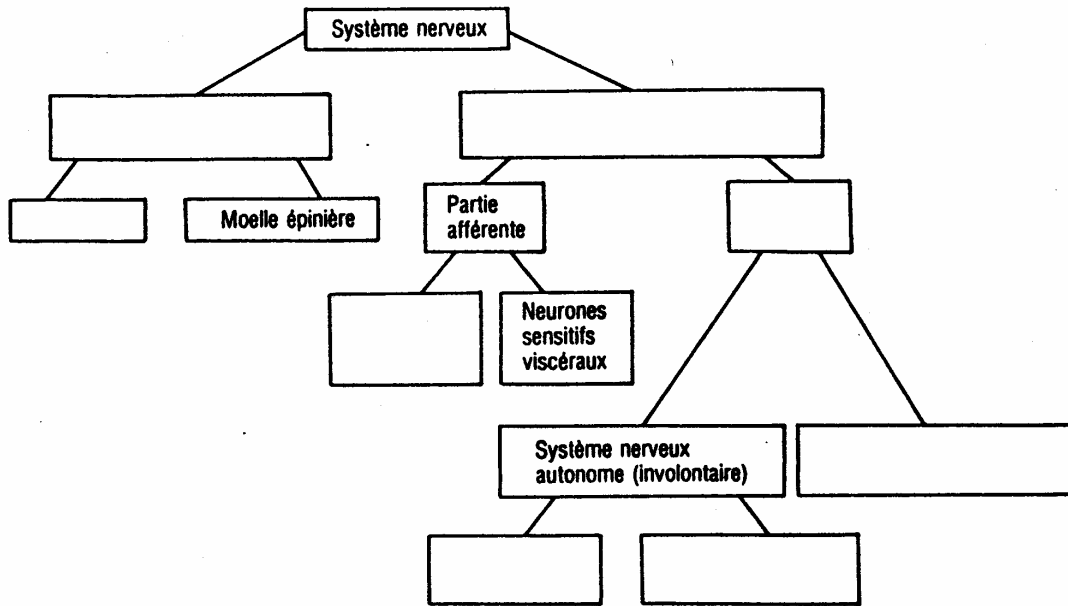 Système nerveux
Moelle épinière
Partie
afférente
Neurones
sensitifs
viscéraux
Système nerveux
autonome (involontaire)